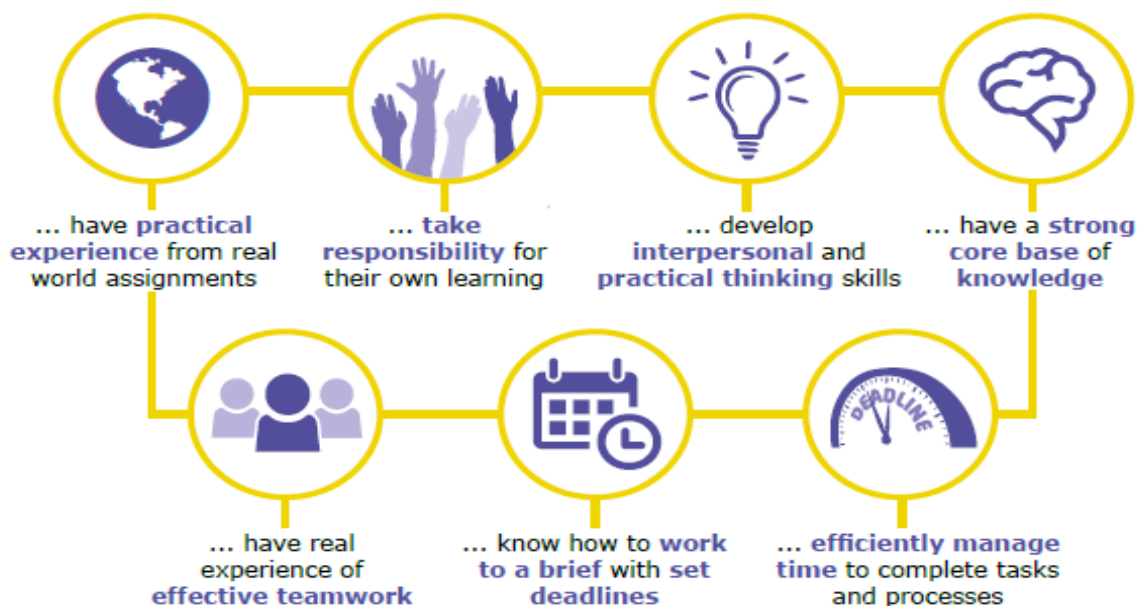 ... have practical
experience from real
world assignments
... take
responsibility for
their own learning
... develop
interpersonal and
practical thinking skills
... have a strong
core base of
knowledge
... have real
experience of
effective teamwork
... know how to work
to a brief with set
deadlines
DEADLINE
... efficiently manage
time to complete tasks
and processes